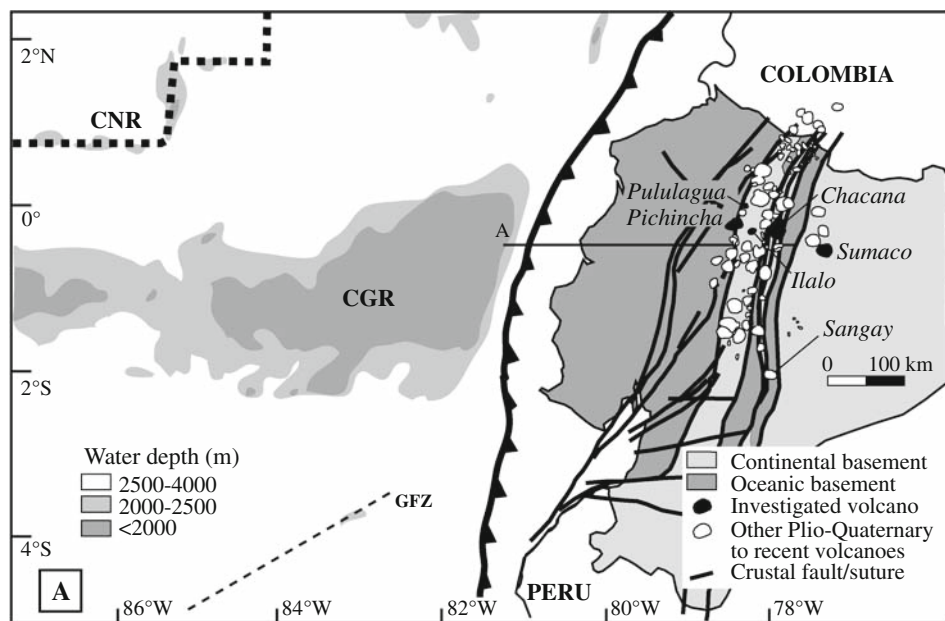 2°N
COLOMBIA
CNR
Pululagua
Chacana
Pichincha
0°
A
Sumaco
Ilalo
CGR
Sangay
0 100 km
2°S
Water depth (m)
2500-4000
2000-2500
<2000
GFZ
Continental basement
Oceanic basement
Investigated volcano
Other Plio-Quaternary
to recent volcanoes
Crustal fault/suture
4°S
A
PERU
86°W
84°W
82°W
80°W
78°W